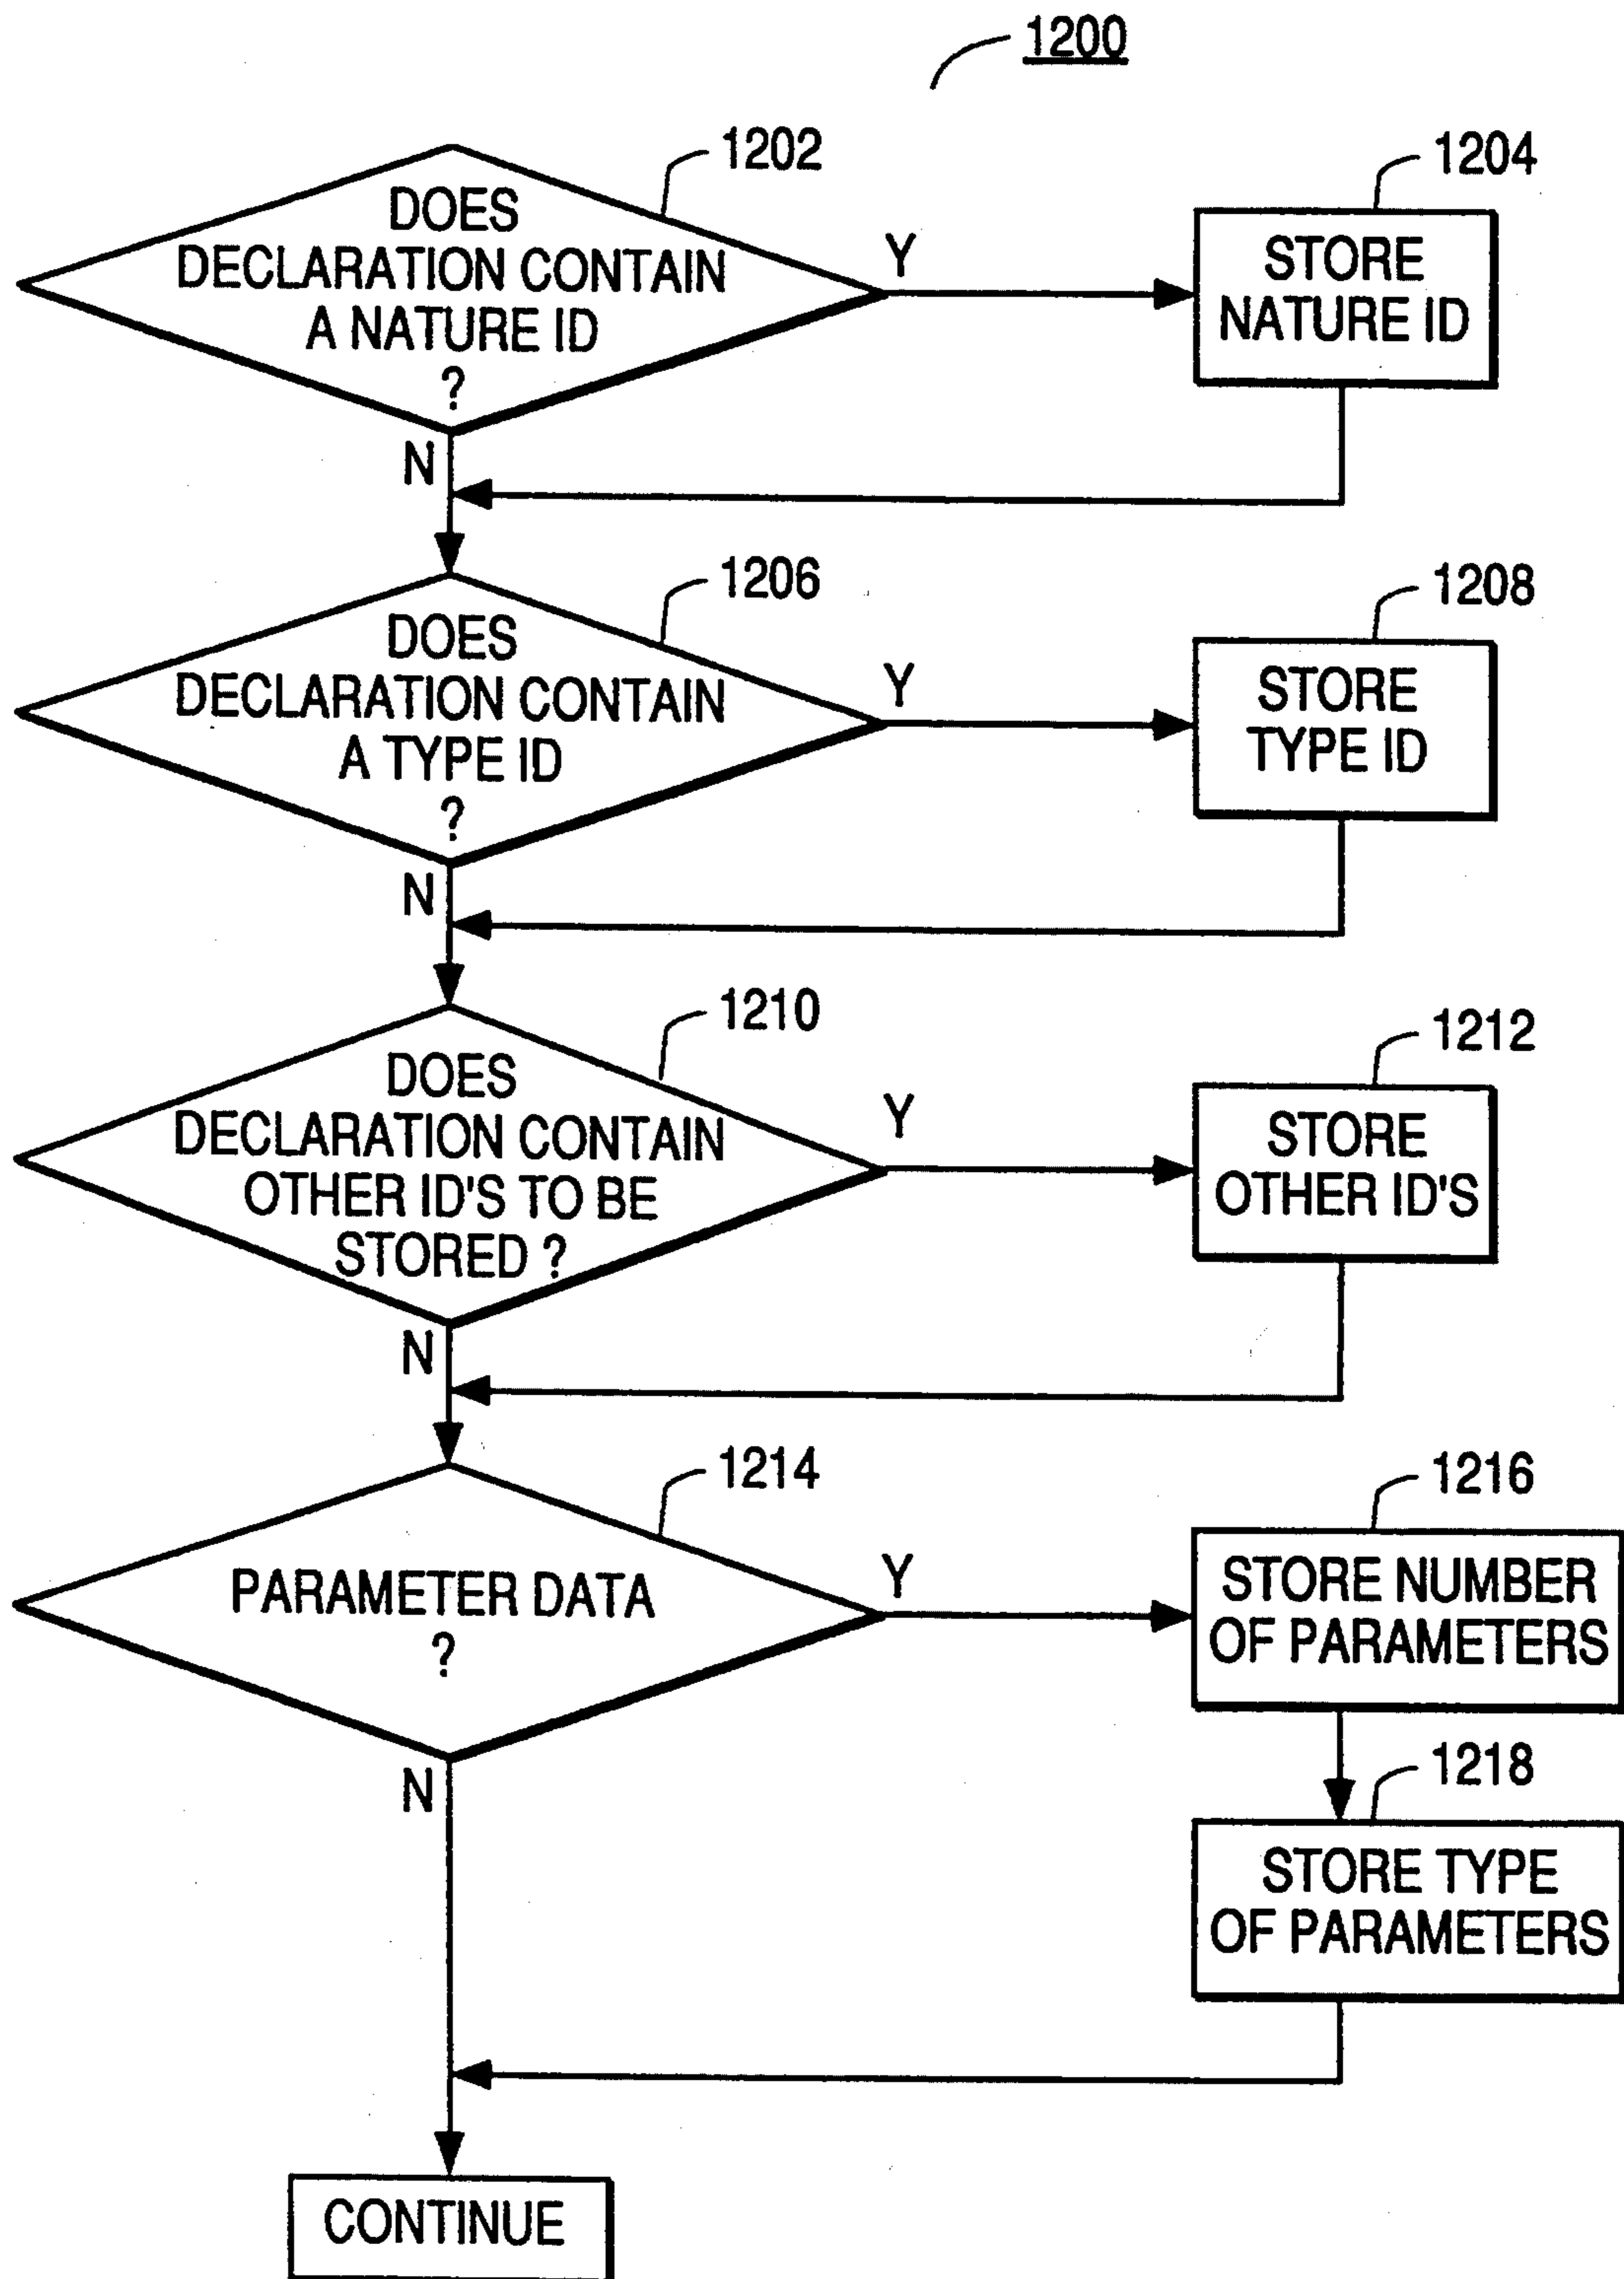 1200
1202
DOES
DECLARATION CONTAIN
A NATURE ID
?
Y
1204
STORE
NATURE ID
N
1206
DOES
DECLARATION CONTAIN
A TYPE ID
?
Y
1208
STORE
TYPE ID
N
1210
DOES
DECLARATION CONTAIN
OTHER ID'S TO BE
STORED ?
Y
1212
STORE
OTHER ID'S
N
1214
PARAMETER DATA
?
Y
1216
STORE NUMBER
OF PARAMETERS
N
1218
STORE TYPE
OF PARAMETERS
CONTINUE